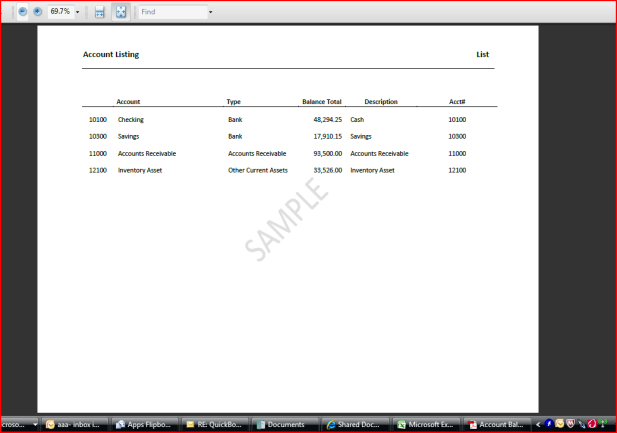 69.7% Find
Account Listing List
Account Type Balance Total Description Acct#
10100 Checking Bank 48,294.25 Cash 10100
10300 Savings Bank 17,910.15 Savings 10300
11000 Accounts Receivable Accounts Receivable 93,500.00 Accounts Receivable 11000
12100 Inventory Asset Other Current Assets 33,526.00 Inventory Asset 12100
SAMPLE
croso... aaa- inbox i... Apps Flipbo... RE: QuickBo... Documents Shared Doc... Microsoft Ex... Account Bal...